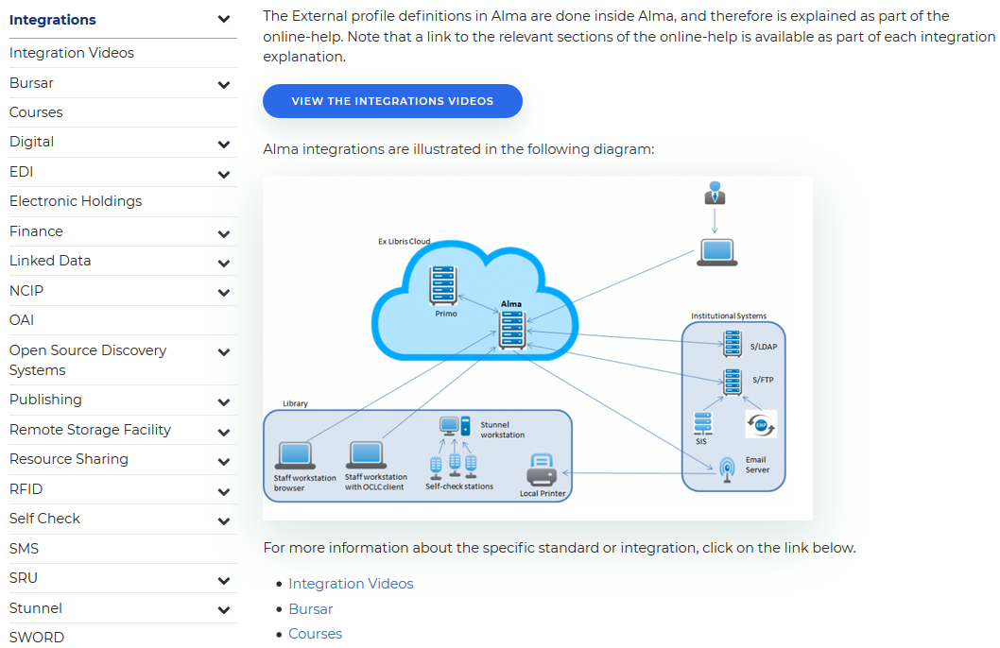 Integrations
Integration Videos
Bursar
Courses
Digital
EDI
Electronic Holdings
Finance
Linked Data
NCIP
OAI
Open Source Discovery
Systems
Publishing
Remote Storage Facility
Resource Sharing
RFID
Self Check
SMS
SRU
Stunnel
SWORD
The External profile definitions in Alma are done inside Alma, and therefore is explained as part of the
online-help. Note that a link to the relevant sections of the online-help is available as part of each integration
explanation.
VIEW THE INTEGRATIONS VIDEOS
Alma integrations are illustrated in the following diagram:
Ex Libris Cloud
Primo
Alma
Institutional Systems
S/LDAP
S/FTP
SIS
ERP
Email
Server
Library
Stunnel
workstation
Staff workstation
browser
Staff workstation
with OCLC client
Self-check stations
Local Printer
For more information about the specific standard or integration, click on the link below.
• Integration Videos
• Bursar
• Courses